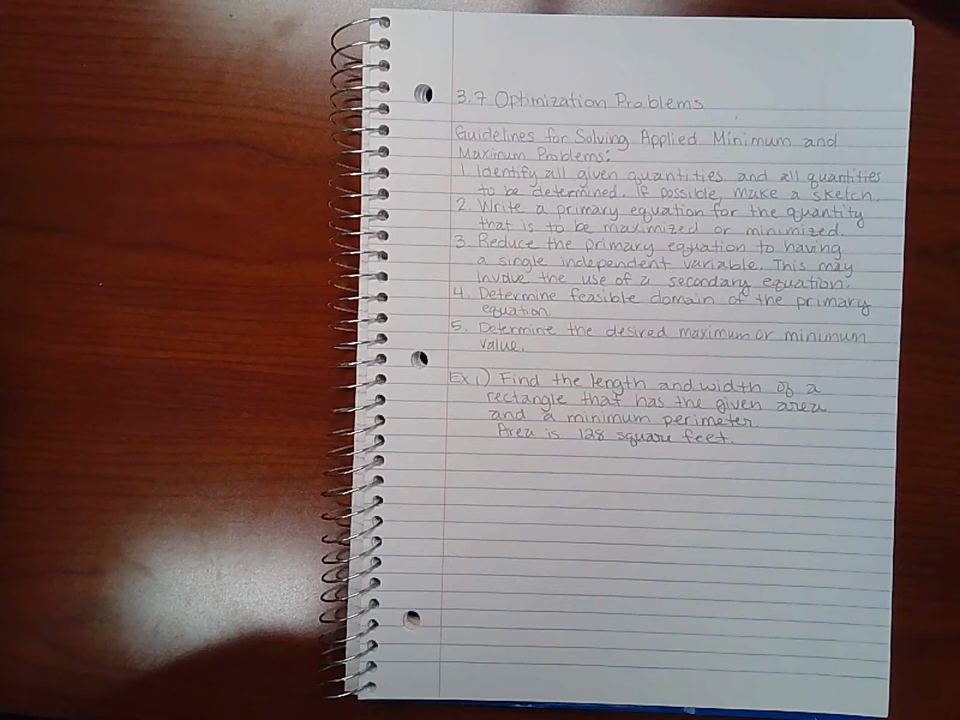 3.7 Optimization Problems
Guidelines for Solving Applied Minimum and
Maximum Problems:
1. Identify all given quantities and all quantities
to be determined. If possible, make a sketch.
2. Write a primary equation for the quantity
that is to be maximized or minimized.
3. Reduce the primary equation to having
a single independent variable. This may
involve the use of a secondary equation.
4. Determine feasible domain of the primary
equation.
5. Determine the desired maximum or minimum
value.
Ex 1) Find the length and width of a
rectangle that has the given area
and a minimum perimeter.
Area is 128 square feet.